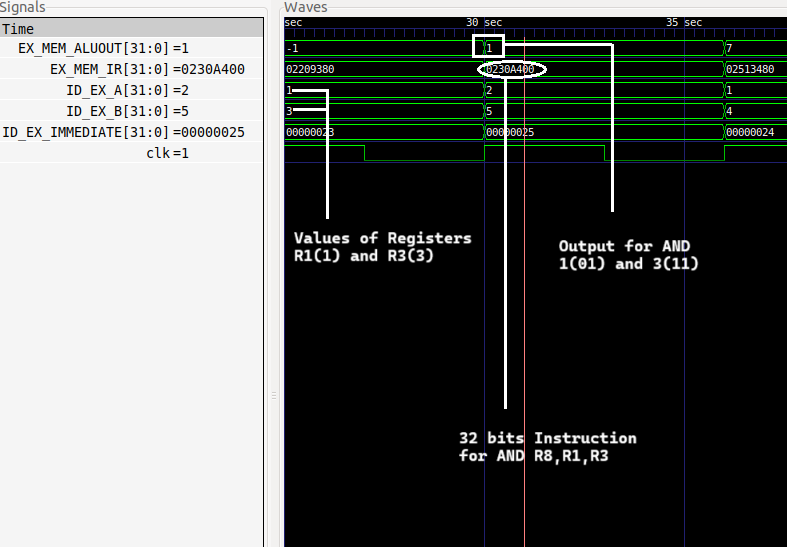 Signals
Waves
Time
sec
30 sec
35 sec
EX_MEM_ALUOUT[31:0] =1
-1
1
7
EX_MEM_IR[31:0] =0230A400
02209380
0230A400
02513480
ID_EX_A[31:0] =2
1
2
1
ID_EX_B[31:0] =5
3
5
4
ID_EX_IMMEDIATE[31:0] =00000025
00000023
00000025
00000024
clk =1
Values of Registers
R1(1) and R3(3)
Output for AND
1(01) and 3(11)
32 bits Instruction
for AND R8,R1,R3